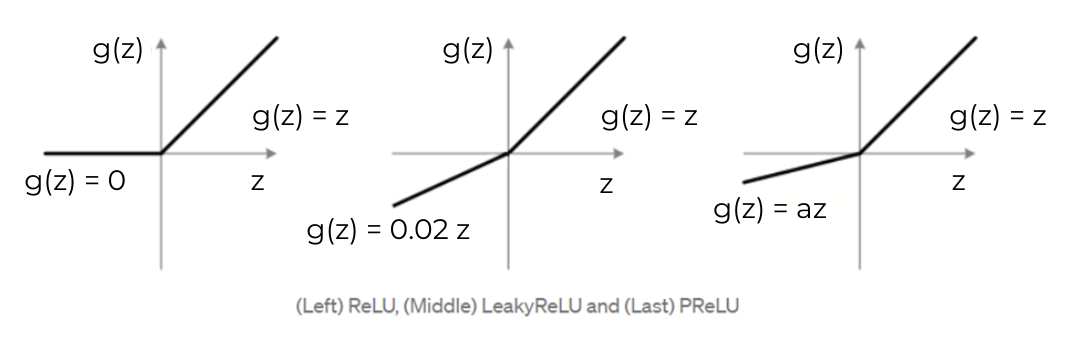 g(z)
g(z) = z
g(z) = 0
z
g(z)
g(z) = z
z
g(z) = 0.02 z
g(z)
g(z) = z
z
g(z) = az
(Left) ReLU, (Middle) LeakyReLU and (Last) PReLU